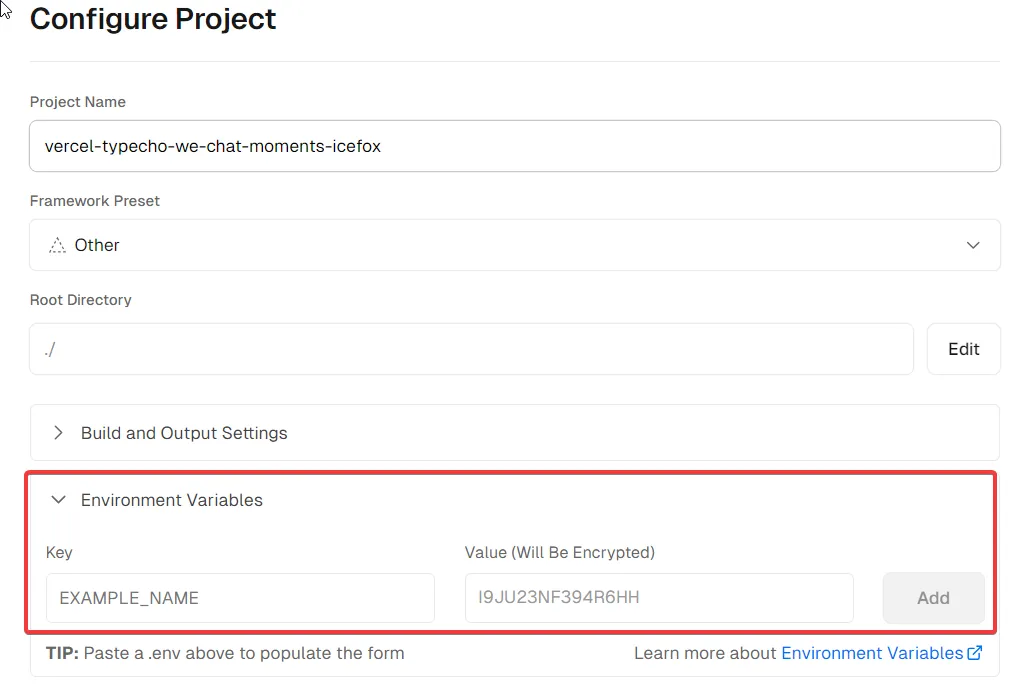 Configure Project
Project Name
vercel-typecho-we-chat-moments-icefox
Framework Preset
Other
Root Directory
./
Edit
Build and Output Settings
Environment Variables
Key
Value (Will Be Encrypted)
EXAMPLE_NAME
I9JU23NF394R6HH
Add
TIP: Paste a .env above to populate the form
Learn more about Environment Variables